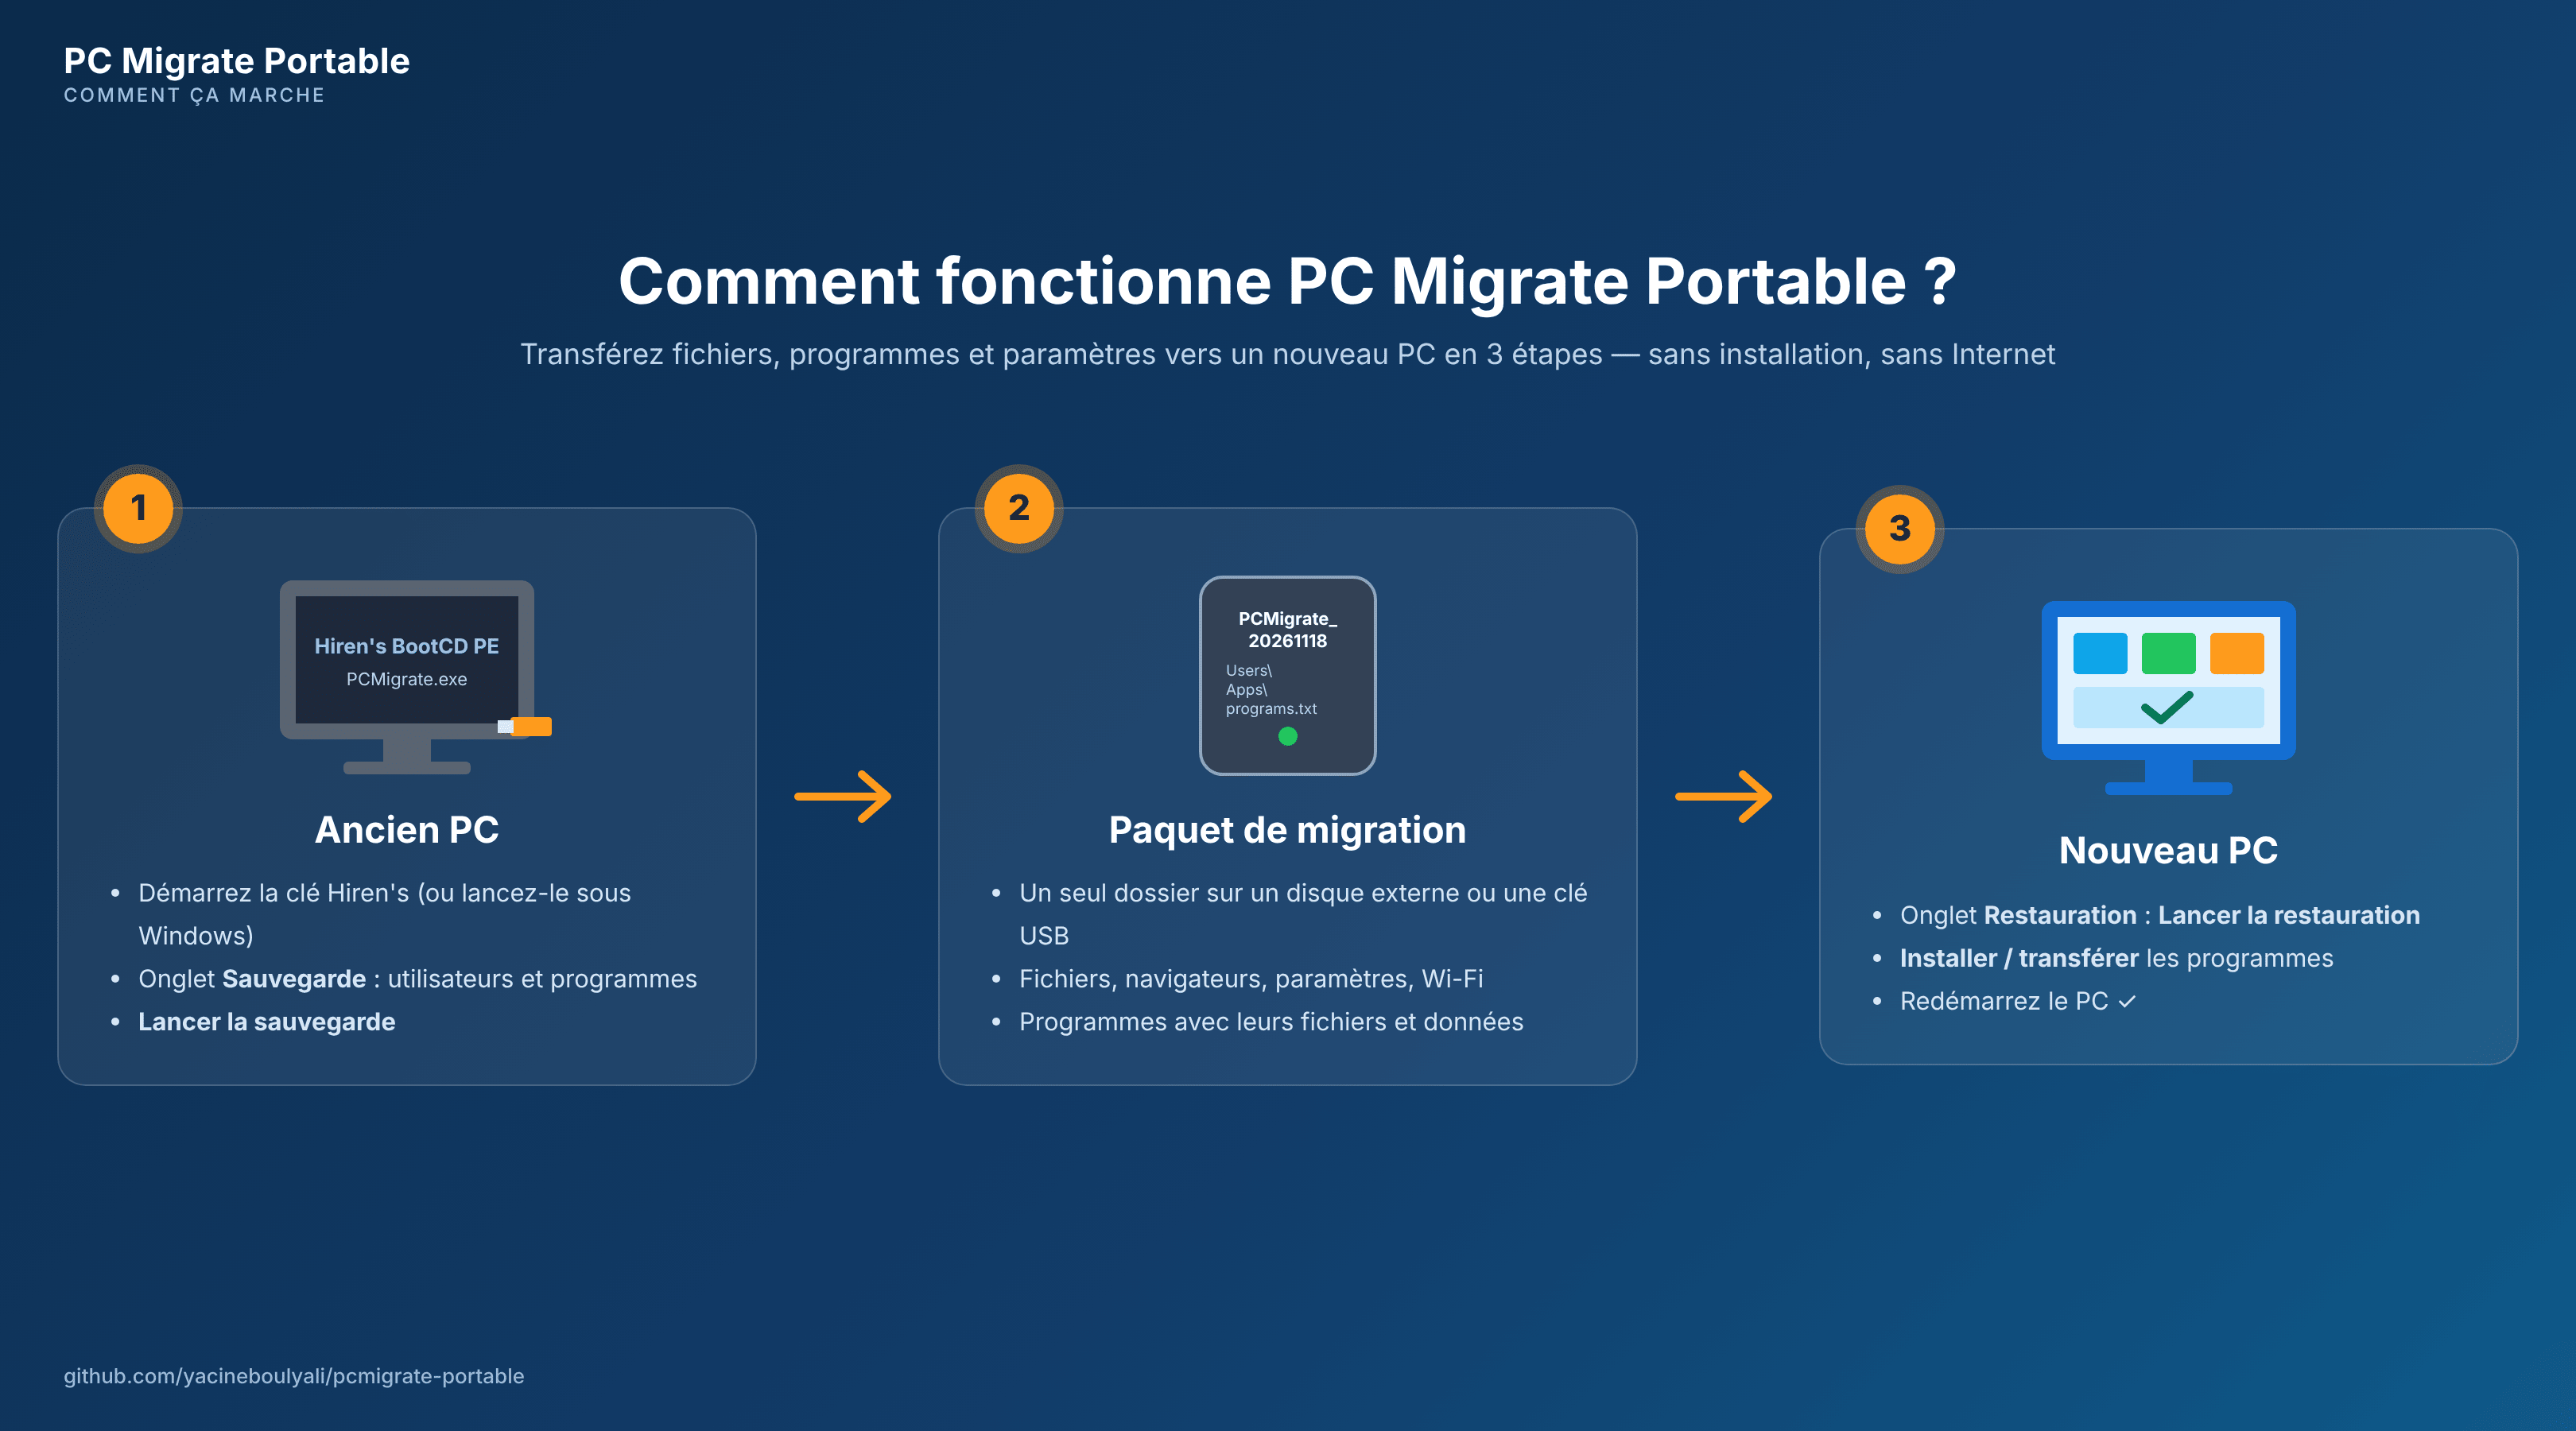 PC Migrate Portable
COMMENT ÇA MARCHE
Comment fonctionne PC Migrate Portable ?
Transférez fichiers, programmes et paramètres vers un nouveau PC en 3 étapes — sans installation, sans Internet
1
Hiren's BootCD PE
PCMigrate.exe
Ancien PC
• Démarrez la clé Hiren's (ou lancez-le sous
Windows)
• Onglet Sauvegarde : utilisateurs et programmes
• Lancer la sauvegarde
2
PCMigrate_
20261118
Users\
Apps\
programs.txt
Paquet de migration
• Un seul dossier sur un disque externe ou une clé
USB
• Fichiers, navigateurs, paramètres, Wi-Fi
• Programmes avec leurs fichiers et données
3
Nouveau PC
• Onglet Restauration : Lancer la restauration
• Installer / transférer les programmes
• Redémarrez le PC ✓
github.com/yacineboulyali/pcmigrate-portable